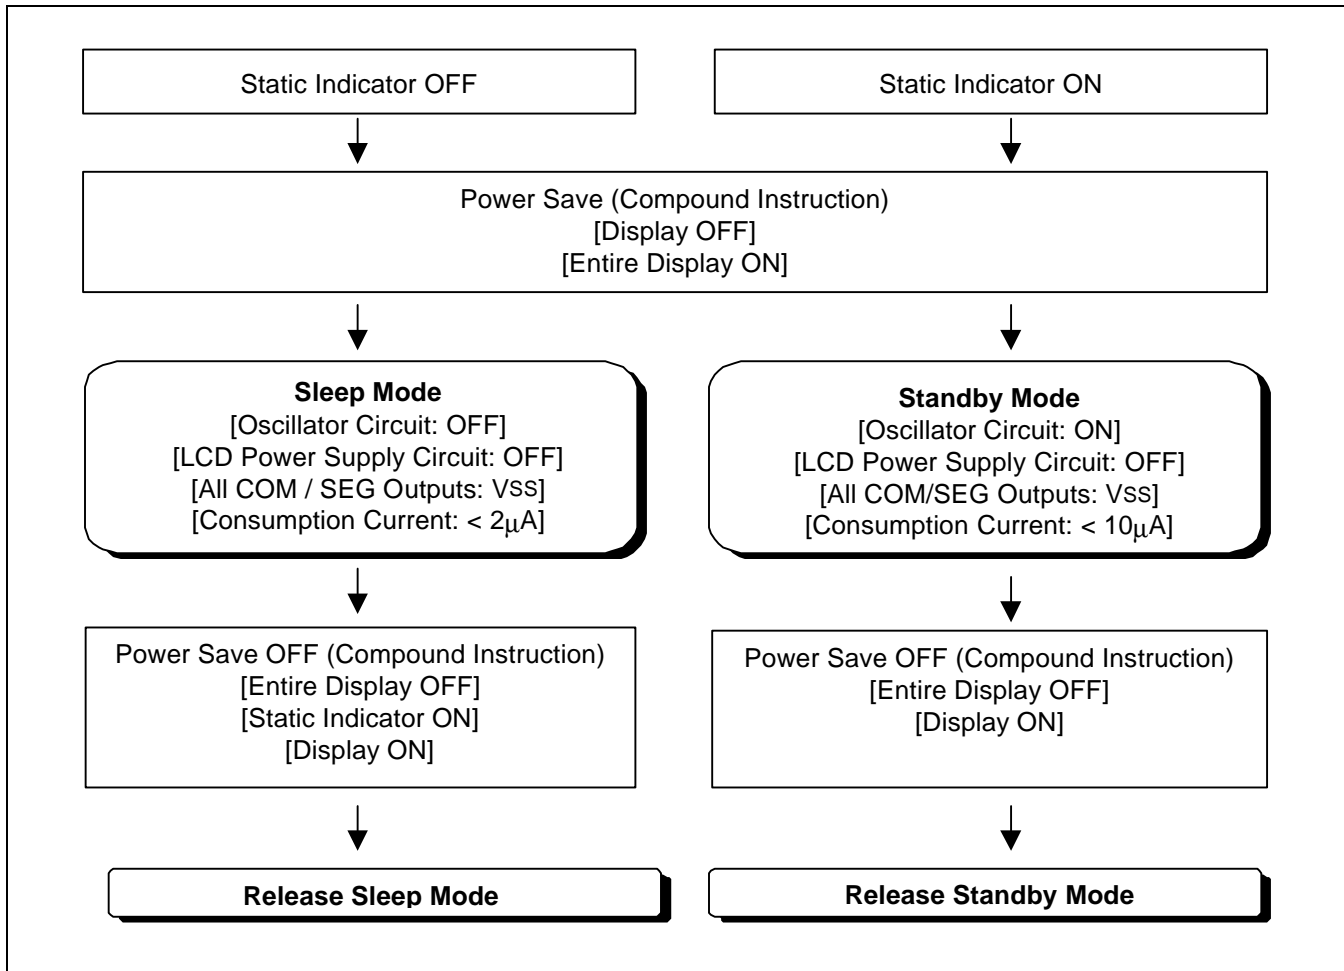 Static Indicator OFF
Static Indicator ON
Power Save (Compound Instruction)
[Display OFF]
[Entire Display ON]
Sleep Mode
[Oscillator Circuit: OFF]
[LCD Power Supply Circuit: OFF]
[All COM / SEG Outputs: VSS]
[Consumption Current: < 2μA]
Standby Mode
[Oscillator Circuit: ON]
[LCD Power Supply Circuit: OFF]
[All COM/SEG Outputs: VSS]
[Consumption Current: < 10μA]
Power Save OFF (Compound Instruction)
[Entire Display OFF]
[Static Indicator ON]
[Display ON]
Power Save OFF (Compound Instruction)
[Entire Display OFF]
[Display ON]
Release Sleep Mode
Release Standby Mode